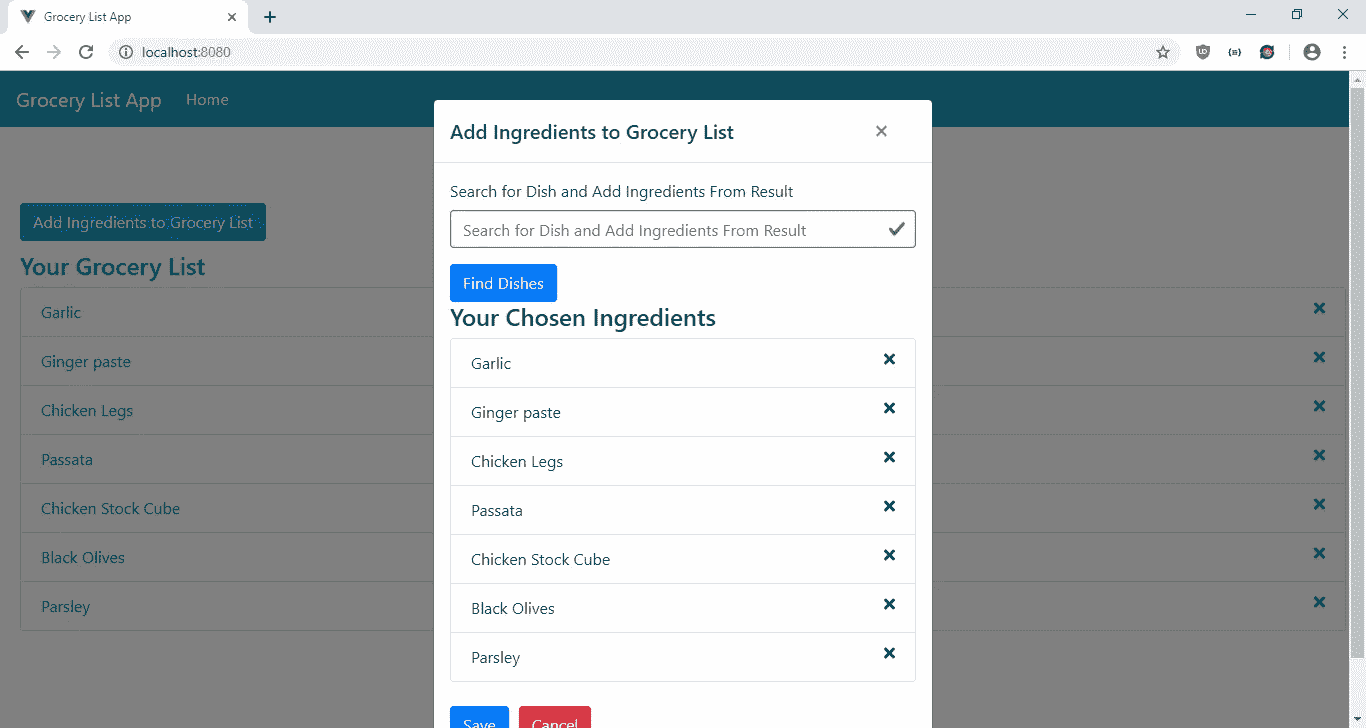 Grocery List App
localhost:8080
Grocery List App Home
Add Ingredients to Grocery List
Your Grocery List
Garlic
Ginger paste
Chicken Legs
Passata
Chicken Stock Cube
Black Olives
Parsley
Add Ingredients to Grocery List
Search for Dish and Add Ingredients From Result
Search for Dish and Add Ingredients From Result
Find Dishes
Your Chosen Ingredients
Garlic
Ginger paste
Chicken Legs
Passata
Chicken Stock Cube
Black Olives
Parsley
Save Cancel